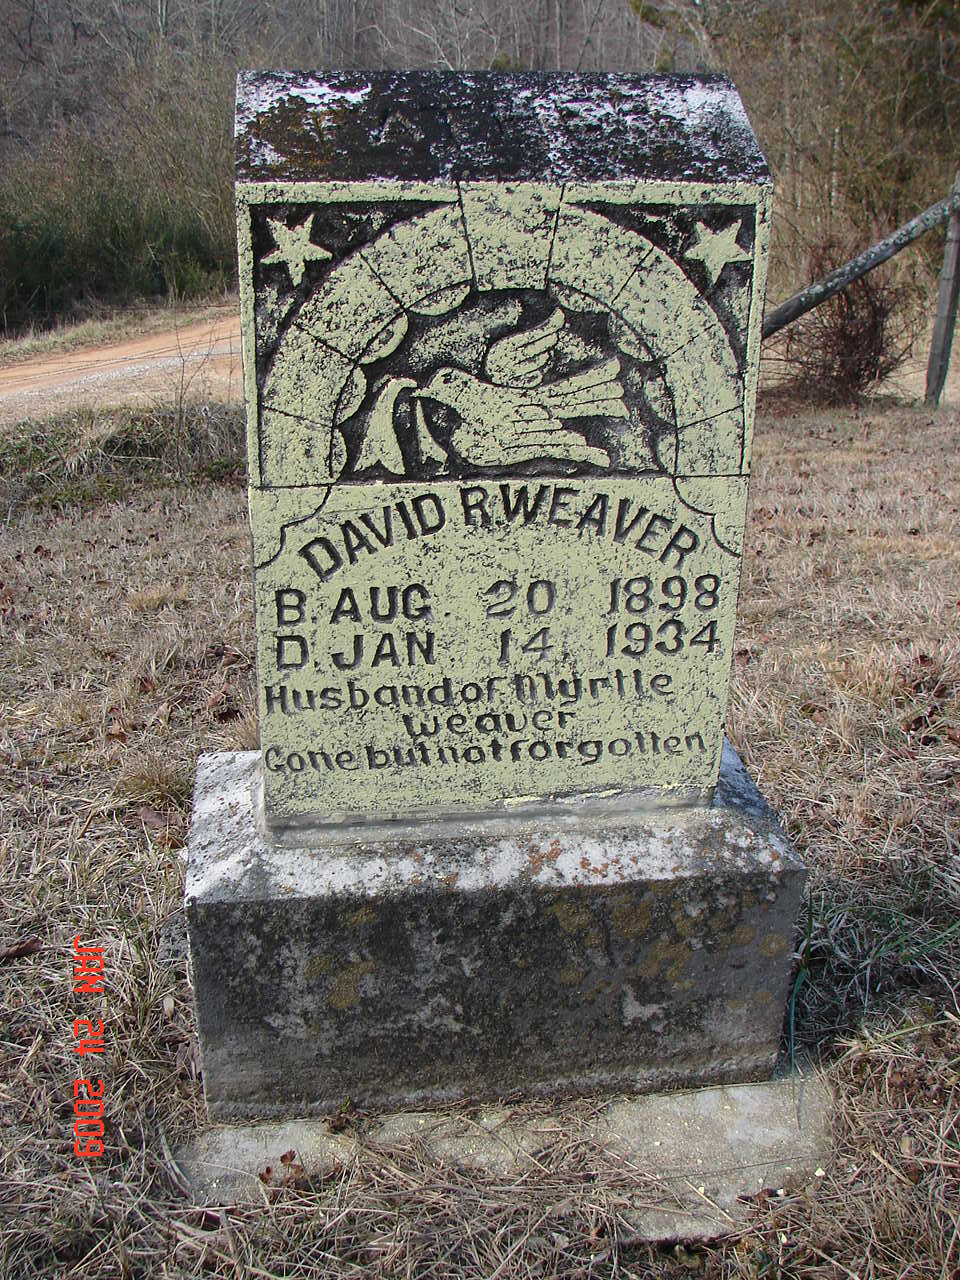 DAVID R. WEAVER
B. AUG 20 1898
D. JAN 14 1934
Husband of Myrtle
Weaver
Gone but not forgotten
JAN 24 2009